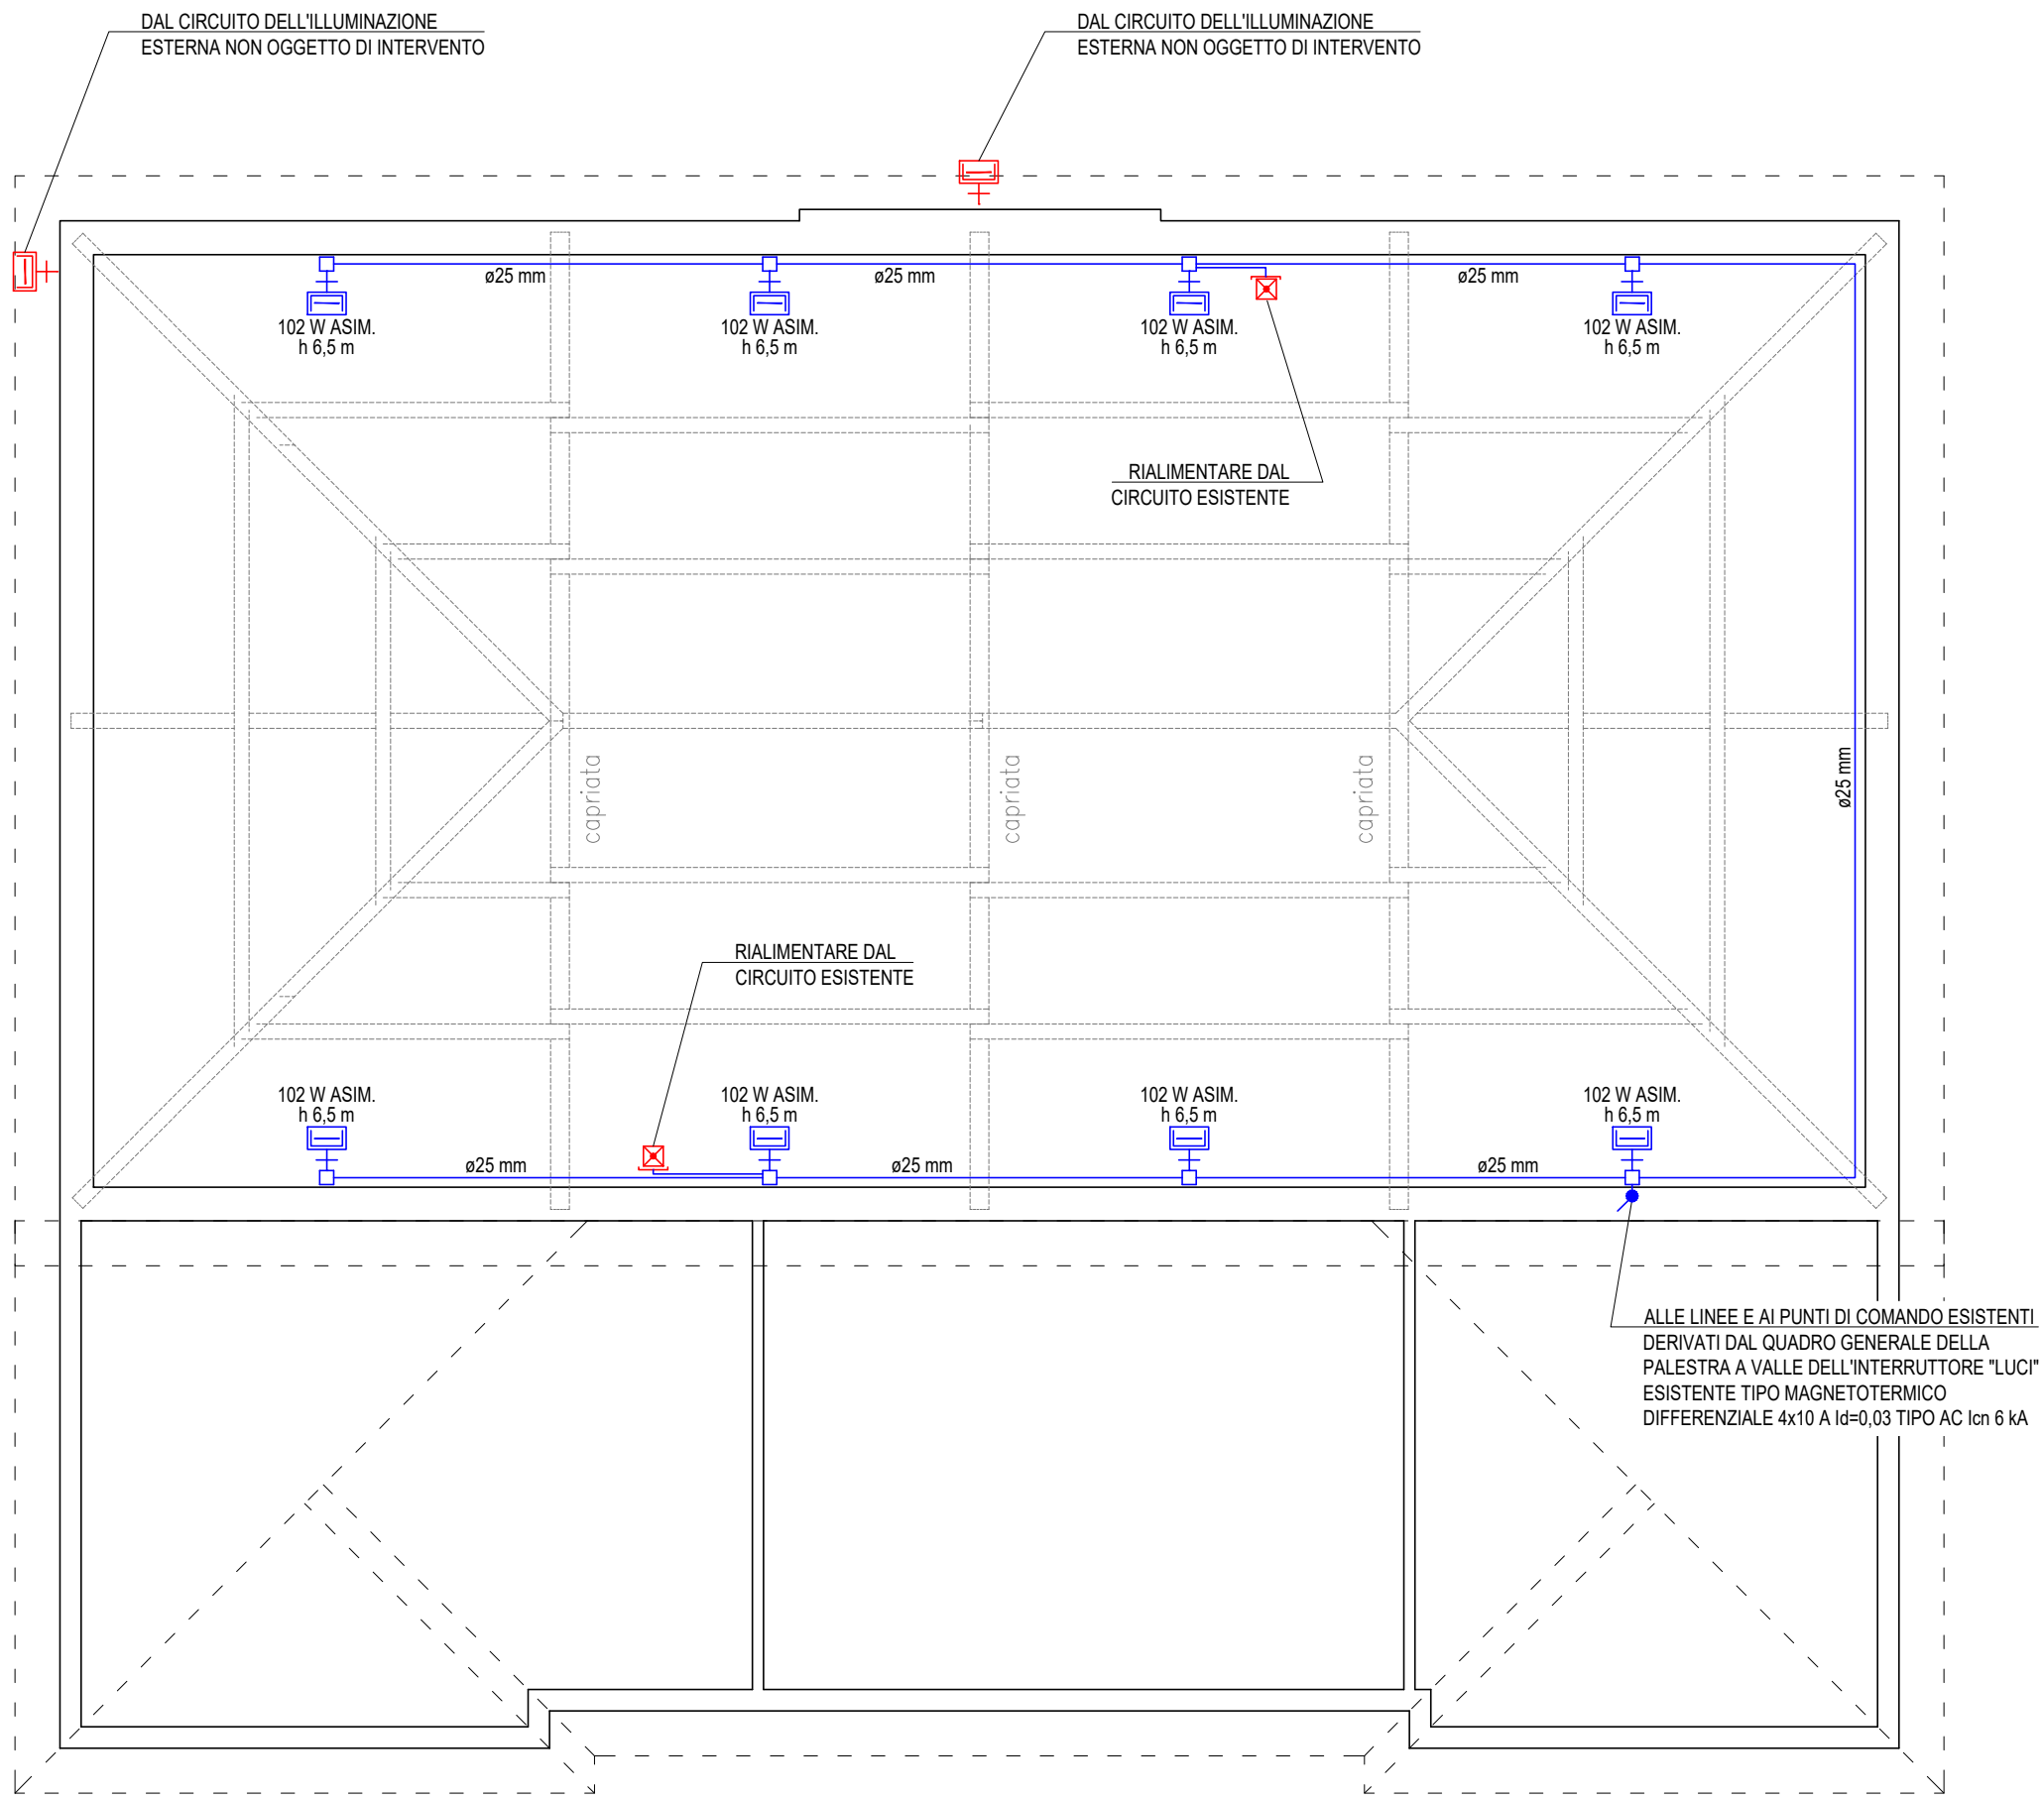 DAL CIRCUITO DELL'ILLUMINAZIONE
ESTERNA NON OGGETTO DI INTERVENTO
DAL CIRCUITO DELL'ILLUMINAZIONE
ESTERNA NON OGGETTO DI INTERVENTO
ø25 mm
ø25 mm
ø25 mm
102 W ASIM.
h 6,5 m
102 W ASIM.
h 6,5 m
102 W ASIM.
h 6,5 m
102 W ASIM.
h 6,5 m
RIALIMENTARE DAL
CIRCUITO ESISTENTE
capriata
capriata
capriata
ø25 mm
RIALIMENTARE DAL
CIRCUITO ESISTENTE
102 W ASIM.
h 6,5 m
102 W ASIM.
h 6,5 m
102 W ASIM.
h 6,5 m
102 W ASIM.
h 6,5 m
ø25 mm
ø25 mm
ø25 mm
ALLE LINEE E AI PUNTI DI COMANDO ESISTENTI
DERIVATI DAL QUADRO GENERALE DELLA
PALESTRA A VALLE DELL'INTERRUTTORE "LUCI"
ESISTENTE TIPO MAGNETOTERMICO
DIFFERENZIALE 4x10 A Id=0,03 TIPO AC Icn 6 kA